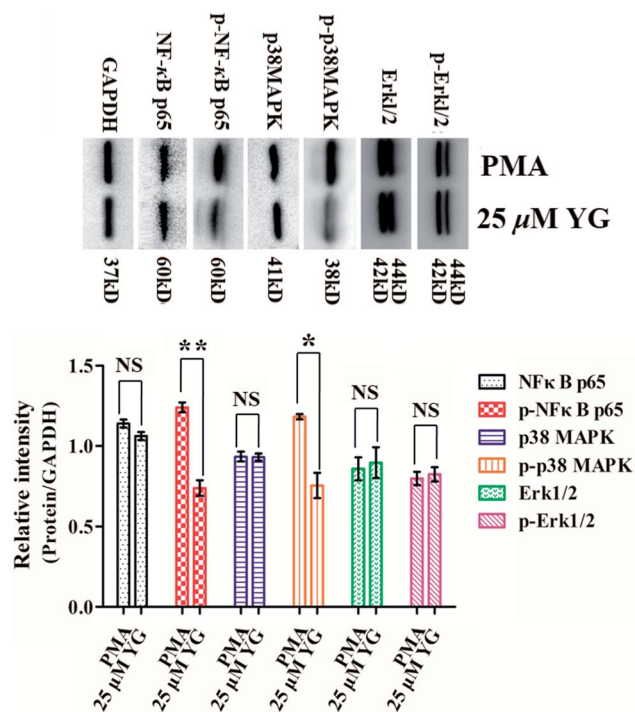 GAPDH
NF-κB p65
p-NF-κB p65
p38MAPK
p-p38MAPK
Erkl/2
p-Erkl/2
PMA
25 μM YG
37kD
60kD
60kD
41kD
38kD
42kD
44kD
42kD
44kD
Relative intensity
(Protein/GAPDH)
1.5
1.0
0.5
0.0
NS
**
NS
*
NS
NS
PMA
25 μM YG
PMA
25 μM YG
PMA
25 μM YG
PMA
25 μM YG
PMA
25 μM YG
PMA
25 μM YG
NFκ B p65
p-NFκ B p65
p38 MAPK
p-p38 MAPK
Erk1/2
p-Erk1/2